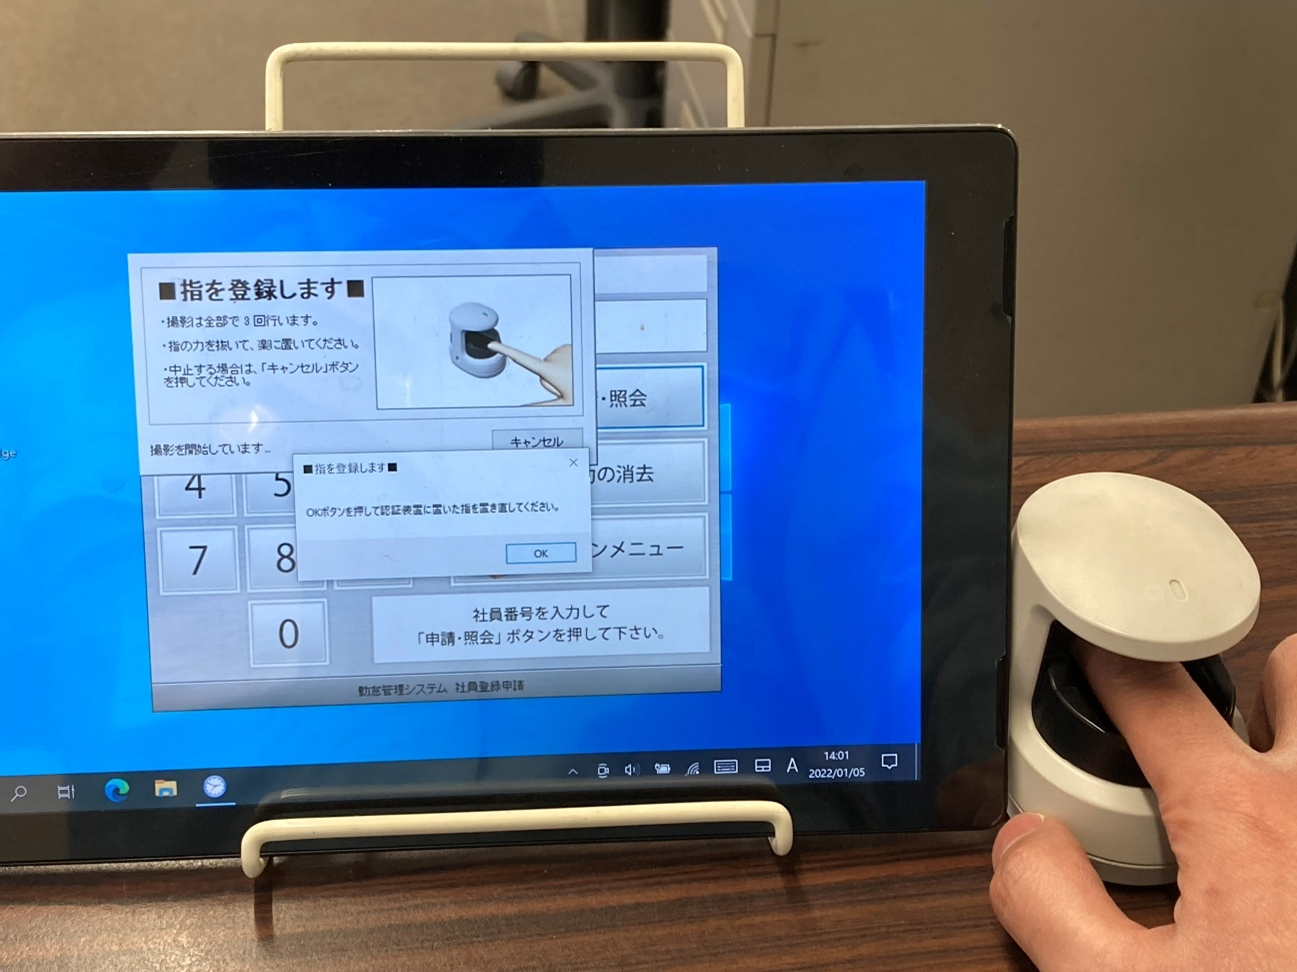 ■指を登録します■
・撮影は全部で 3 回行います。
・指の力を抜いて、楽に置いてください。
・中止する場合は、「キャンセル」ボタン
を押してください。
撮影を開始しています...
キャンセル
■指を登録します■
OKボタンを押して認証装置に置いた指を置き直してください。
OK
・照会
の消去
ンメニュー
4
5
7
8
0
社員番号を入力して
「申請・照会」ボタンを押して下さい。
勤怠管理システム 社員登録申請
ge
A
14:01
2022/01/05